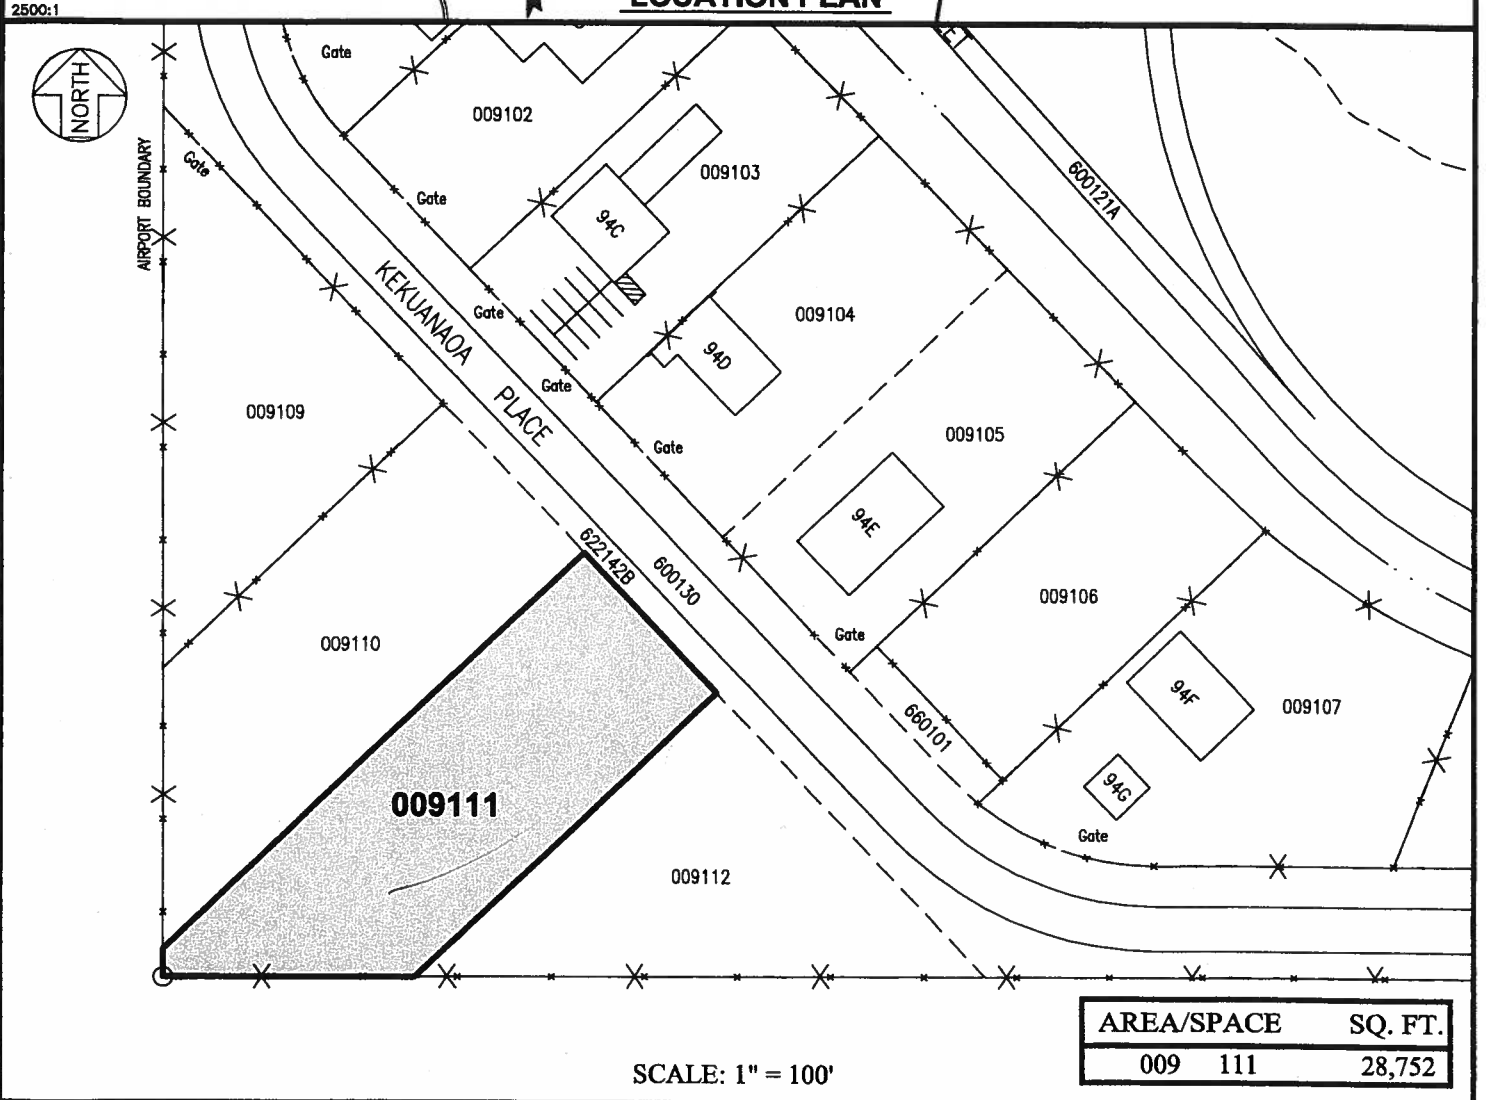 2500:1
LOCATION PLAN
NORTH
AIRPORT BOUNDARY
Gate
009102
009103
Gate
Gate
94C
600121A
KEKUANAOA PLACE
Gate
009104
94D
Gate
009109
Gate
009105
94E
622142B
600130
009106
009110
Gate
94F
009107
660101
94G
009111
Gate
009112
AREA/SPACE SQ. FT.
009 111 28,752
SCALE: 1" = 100'